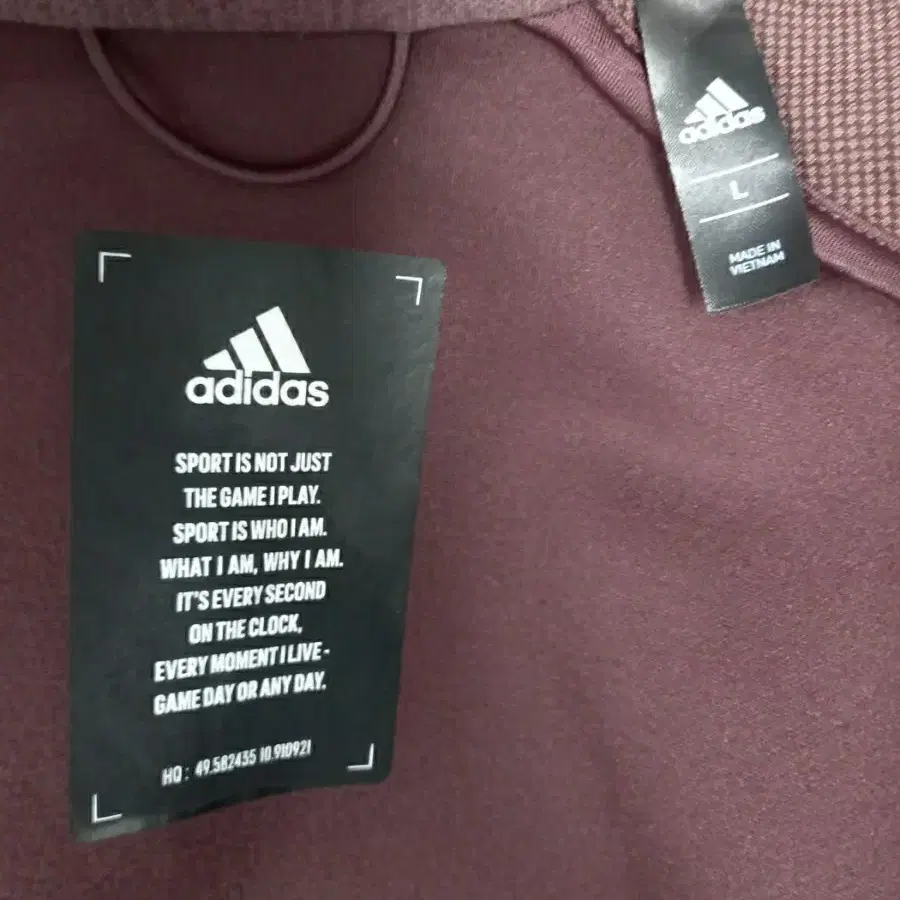 adidas
L
MADE IN
VIETNAM
adidas
SPORT IS NOT JUST
THE GAME I PLAY.
SPORT IS WHO I AM.
WHAT I AM, WHY I AM.
IT'S EVERY SECOND
ON THE CLOCK,
EVERY MOMENT I LIVE -
GAME DAY OR ANY DAY.
HQ: 49.582435 10.910921